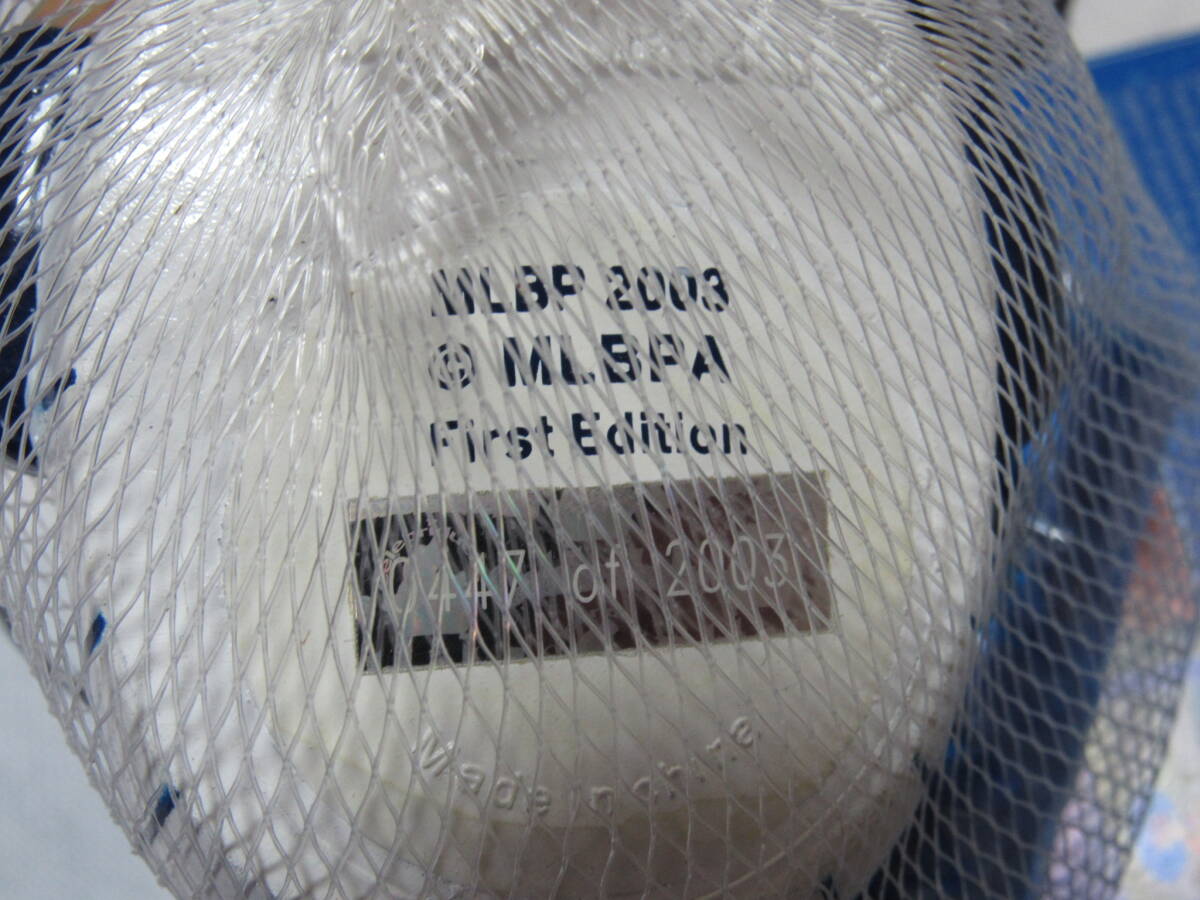 MLBP 2003
© MLBPA
First Edition
0447 of 2003
Made in china